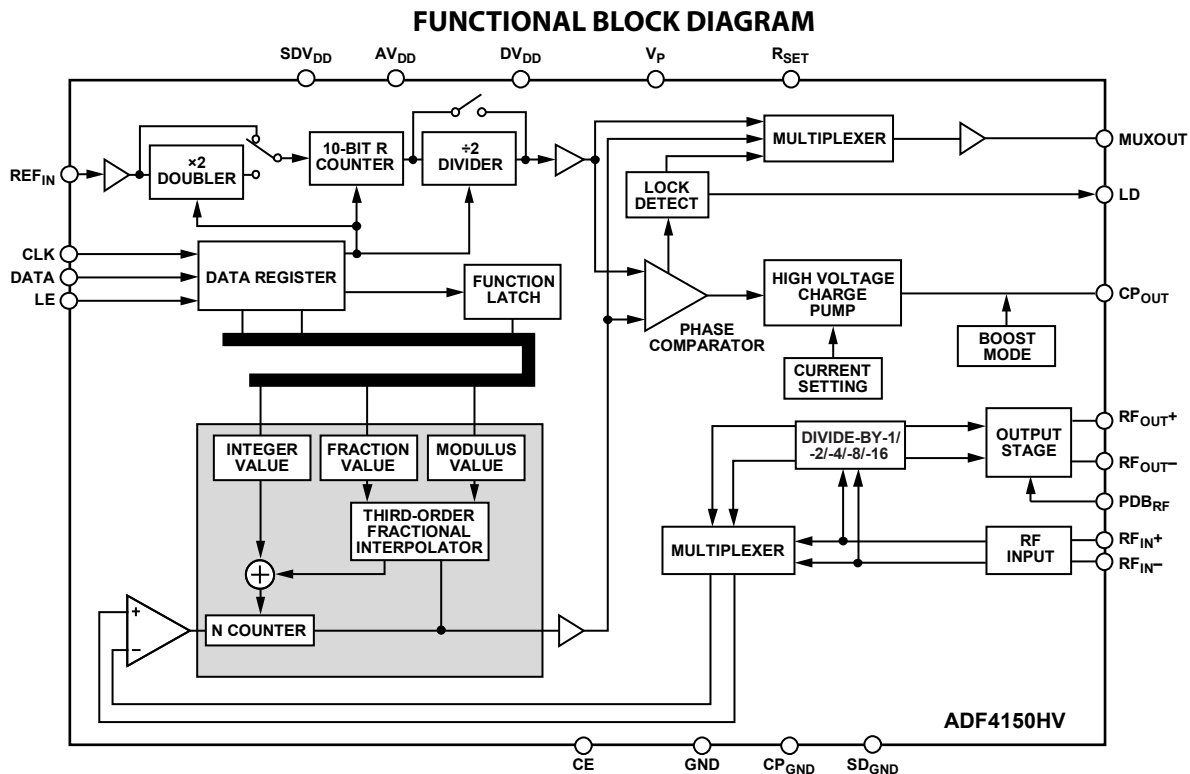 FUNCTIONAL BLOCK DIAGRAM
SDVDD
AVDD
DVDD
VP
RSET
REFIN
×2
DOUBLER
10-BIT R
COUNTER
÷2
DIVIDER
MULTIPLEXER
MUXOUT
LOCK
DETECT
LD
CLK
DATA
LE
DATA REGISTER
FUNCTION
LATCH
PHASE
COMPARATOR
HIGH VOLTAGE
CHARGE
PUMP
CPOUT
CURRENT
SETTING
BOOST
MODE
INTEGER
VALUE
FRACTION
VALUE
MODULUS
VALUE
THIRD-ORDER
FRACTIONAL
INTERPOLATOR
+
−
N COUNTER
DIVIDE-BY-1/
-2/-4/-8/-16
OUTPUT
STAGE
RFOUT+
RFOUT−
PDBRF
MULTIPLEXER
RF
INPUT
RFIN+
RFIN−
ADF4150HV
CE
GND
CPGND
SDGND